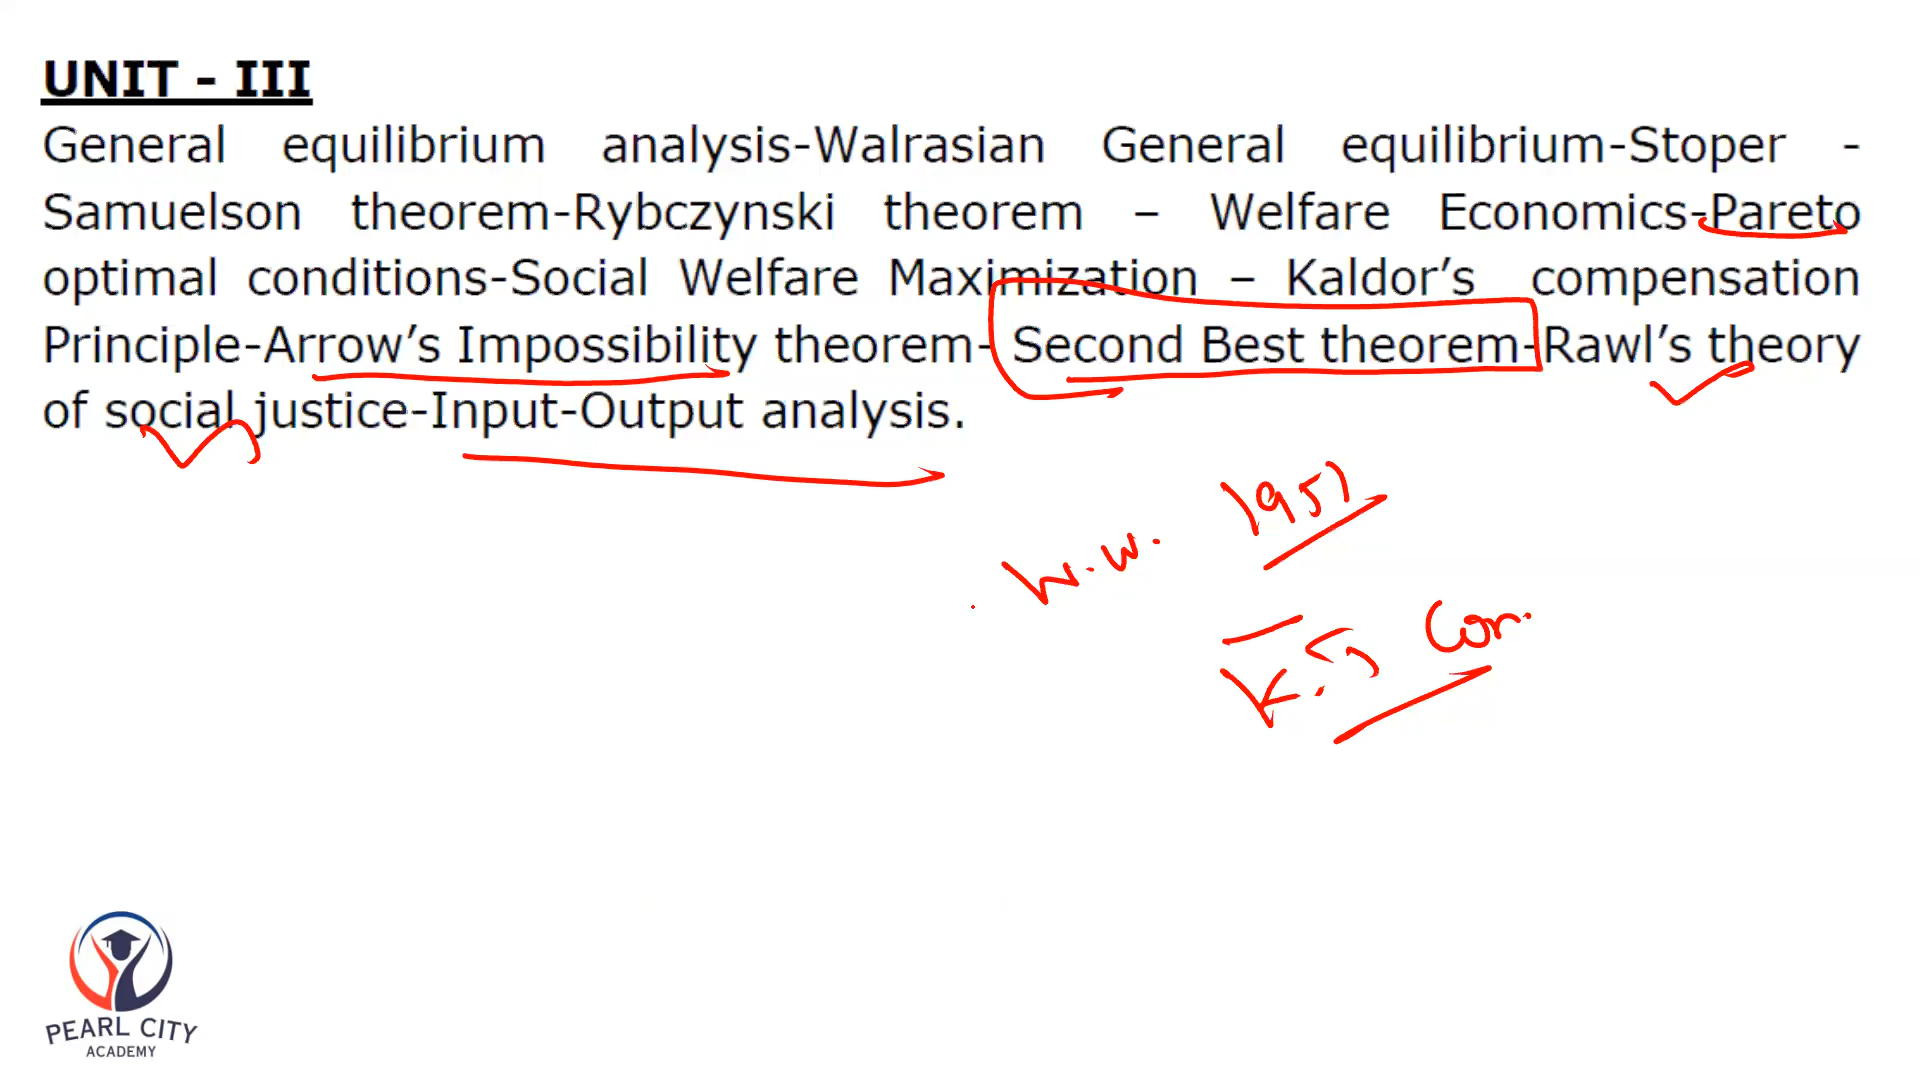 UNIT - III
General equilibrium analysis-Walrasian General equilibrium-Stoper -
Samuelson theorem-Rybczynski theorem – Welfare Economics-Pareto
optimal conditions-Social Welfare Maximization – Kaldor’s compensation
Principle-Arrow’s Impossibility theorem- Second Best theorem-Rawl’s theory
of social justice-Input-Output analysis.
1951
W.W.
Con.
PEARL CITY
ACADEMY